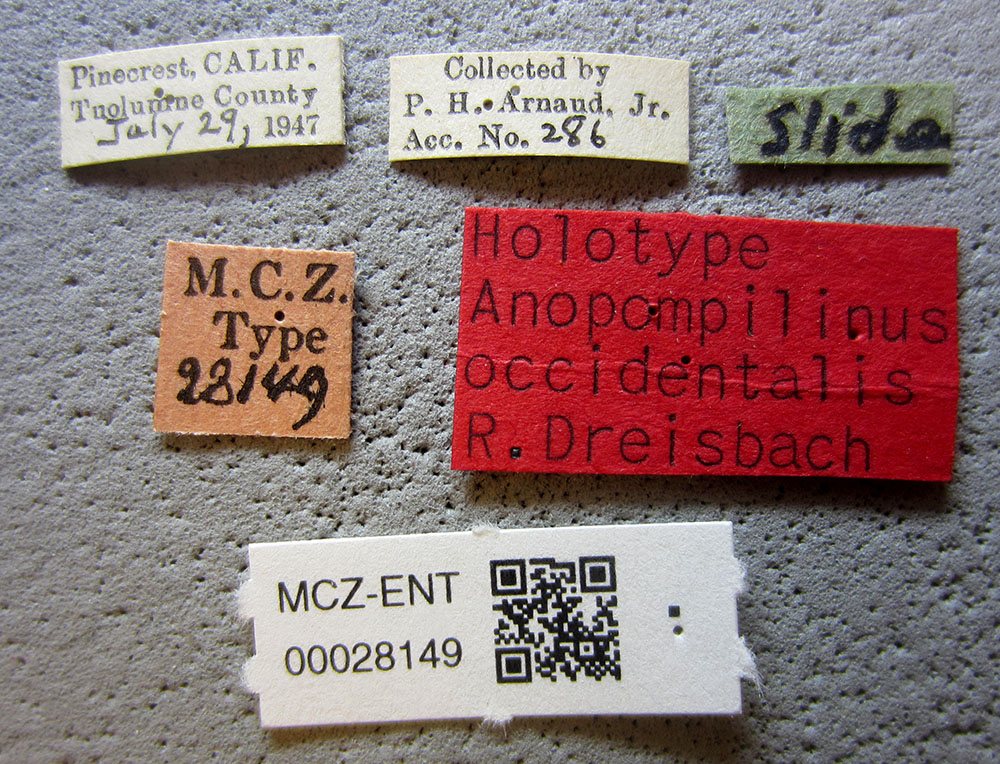 Pinecrest, CALIF.
Tuolumne County
July 29, 1947
Collected by
P. H. Arnaud, Jr.
Acc. No. 286
Slide
M.C.Z.
Type
28149
Holotype
Anopompilinus
occidentalis
R. Dreisbach
MCZ-ENT
00028149